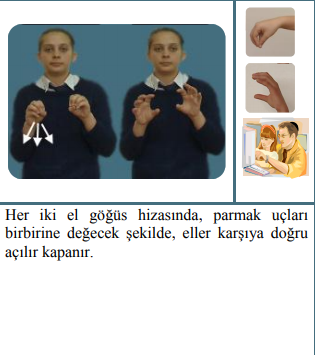 Her iki el göğüs hizasında, parmak uçları
birbirine değecek şekilde, eller karşıya doğru
açılır kapanır.